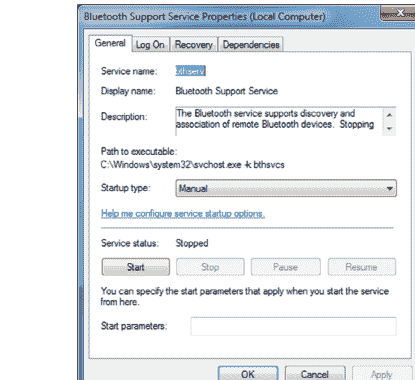 Bluetooth Support Service Properties (Local Computer)
General Log On Recovery Dependencies
Service name: bthserv
Display name: Bluetooth Support Service
Description: The Bluetooth service supports discovery and
association of remote Bluetooth devices. Stopping
Path to executable:
C:\Windows\system32\svchost.exe -k bthsvcs
Startup type: Manual
Help me configure service startup options.
Service status: Stopped
Start Stop Pause Resume
You can specify the start parameters that apply when you start the service
from here.
Start parameters:
OK Cancel Apply